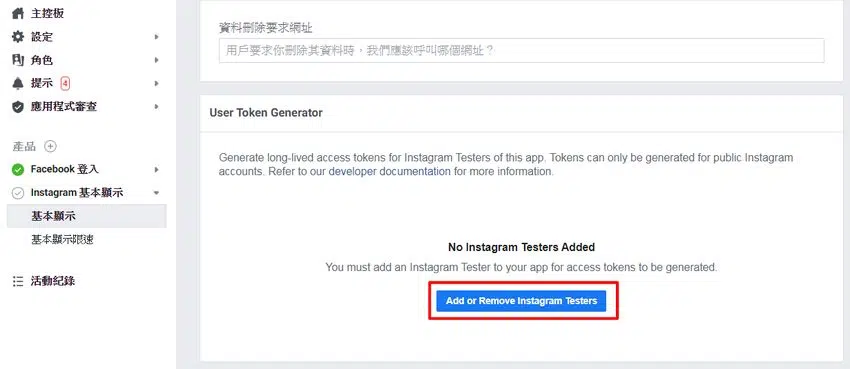 主控板
設定
角色
提示 4
應用程式審查
產品
Facebook 登入
Instagram 基本顯示
基本顯示
基本顯示限速
活動紀錄
資料刪除要求網址
用戶要求你刪除其資料時，我們應該呼叫哪個網址？
User Token Generator
Generate long-lived access tokens for Instagram Testers of this app. Tokens can only be generated for public Instagram
accounts. Refer to our developer documentation for more information.
No Instagram Testers Added
You must add an Instagram Tester to your app for access tokens to be generated.
Add or Remove Instagram Testers